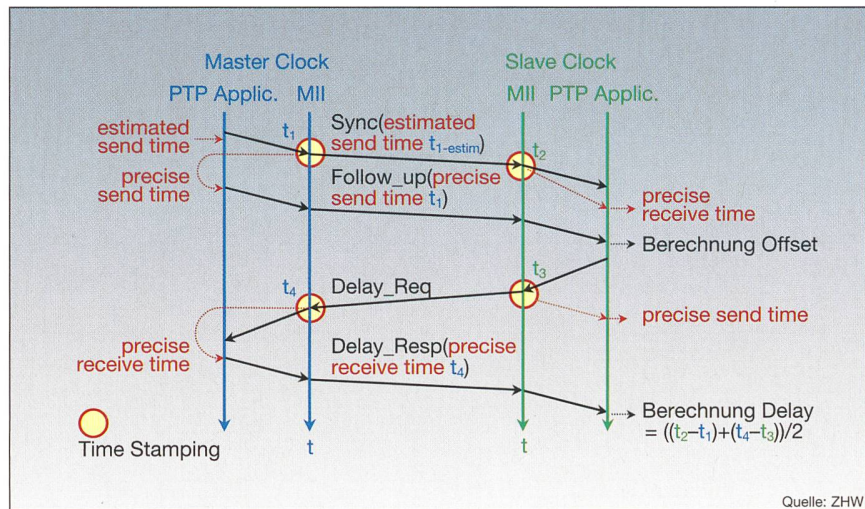 Master Clock
Slave Clock
PTP Applic.
MII
MII
PTP Applic.
estimated
send time
t₁
Sync(estimated
send time t₁₋estim)
t₂
precise
send time
Follow_up(precise
send time t₁)
precise
receive time
Berechnung Offset
t₃
t₄
Delay_Req
precise send time
precise
receive time
Delay_Resp(precise
receive time t₄)
Berechnung Delay
= ((t₂–t₁)+(t₄–t₃))/2
Time Stamping
t
t
Quelle: ZHW